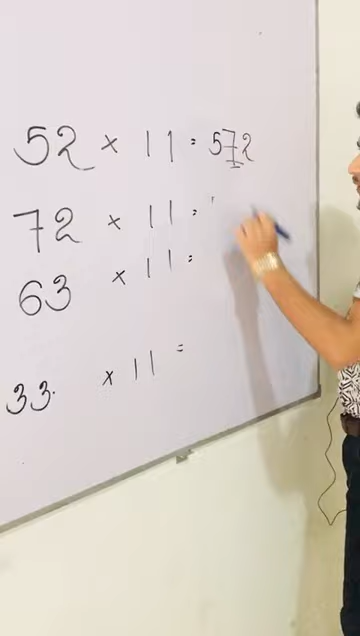 52 × 11 = 572
72 × 11 =
63 × 11 =
33 × 11 =